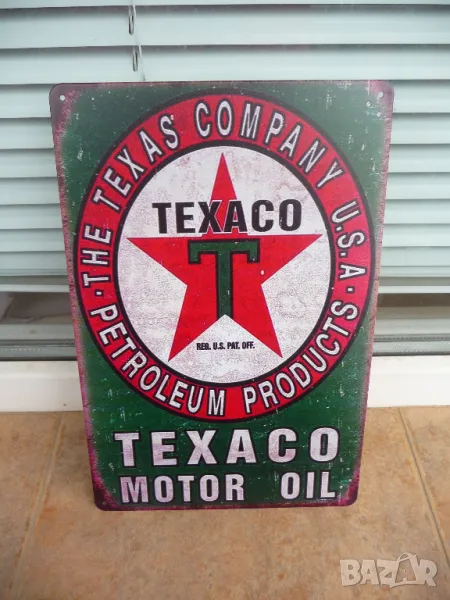 THE TEXAS COMPANY U.S.A.
TEXACO
T
REG. U.S. PAT. OFF.
PETROLEUM PRODUCTS
TEXACO
MOTOR OIL
BAZAR